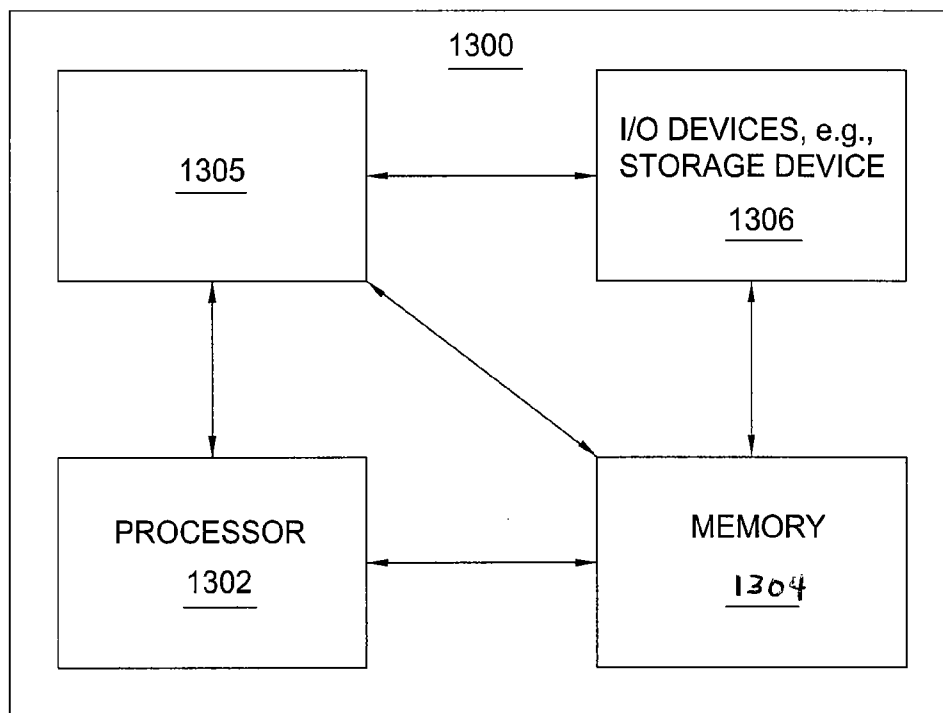 1300
1305
I/O DEVICES, e.g.,
STORAGE DEVICE
1306
PROCESSOR
1302
MEMORY
1304